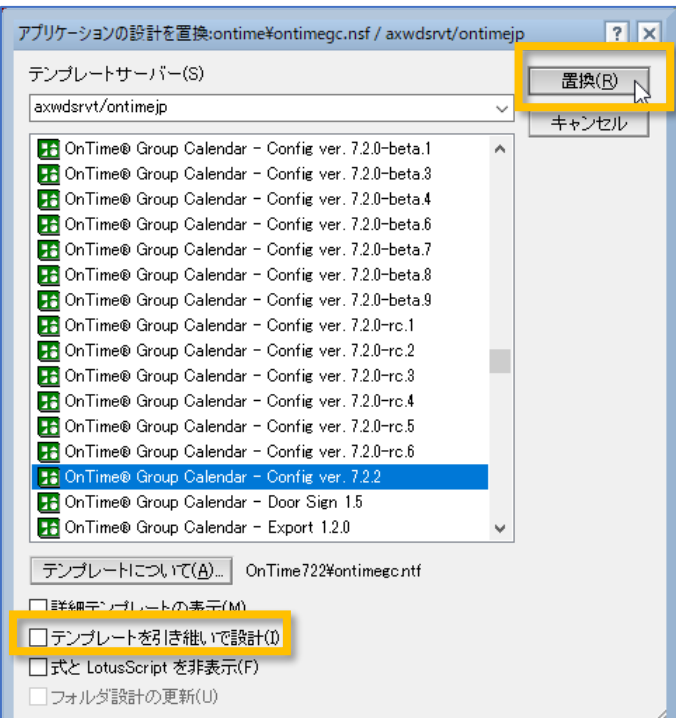 アプリケーションの設計を置換:ontime¥ontimegc.nsf / axwdsrvt/ontimejp
テンプレートサーバー(S)
axwdsrvt/ontimejp
置換(R)
キャンセル
OnTime® Group Calendar - Config ver. 7.2.0-beta.1
OnTime® Group Calendar - Config ver. 7.2.0-beta.3
OnTime® Group Calendar - Config ver. 7.2.0-beta.4
OnTime® Group Calendar - Config ver. 7.2.0-beta.6
OnTime® Group Calendar - Config ver. 7.2.0-beta.7
OnTime® Group Calendar - Config ver. 7.2.0-beta.8
OnTime® Group Calendar - Config ver. 7.2.0-beta.9
OnTime® Group Calendar - Config ver. 7.2.0-rc.1
OnTime® Group Calendar - Config ver. 7.2.0-rc.2
OnTime® Group Calendar - Config ver. 7.2.0-rc.3
OnTime® Group Calendar - Config ver. 7.2.0-rc.4
OnTime® Group Calendar - Config ver. 7.2.0-rc.5
OnTime® Group Calendar - Config ver. 7.2.0-rc.6
OnTime® Group Calendar - Config ver. 7.2.2
OnTime® Group Calendar - Door Sign 1.5
OnTime® Group Calendar - Export 1.2.0
テンプレートについて(A)... OnTime722¥ontimegc.ntf
詳細テンプレートの表示(M)
テンプレートを引き継いで設計(I)
式と LotusScript を非表示(F)
フォルダ設計の更新(U)